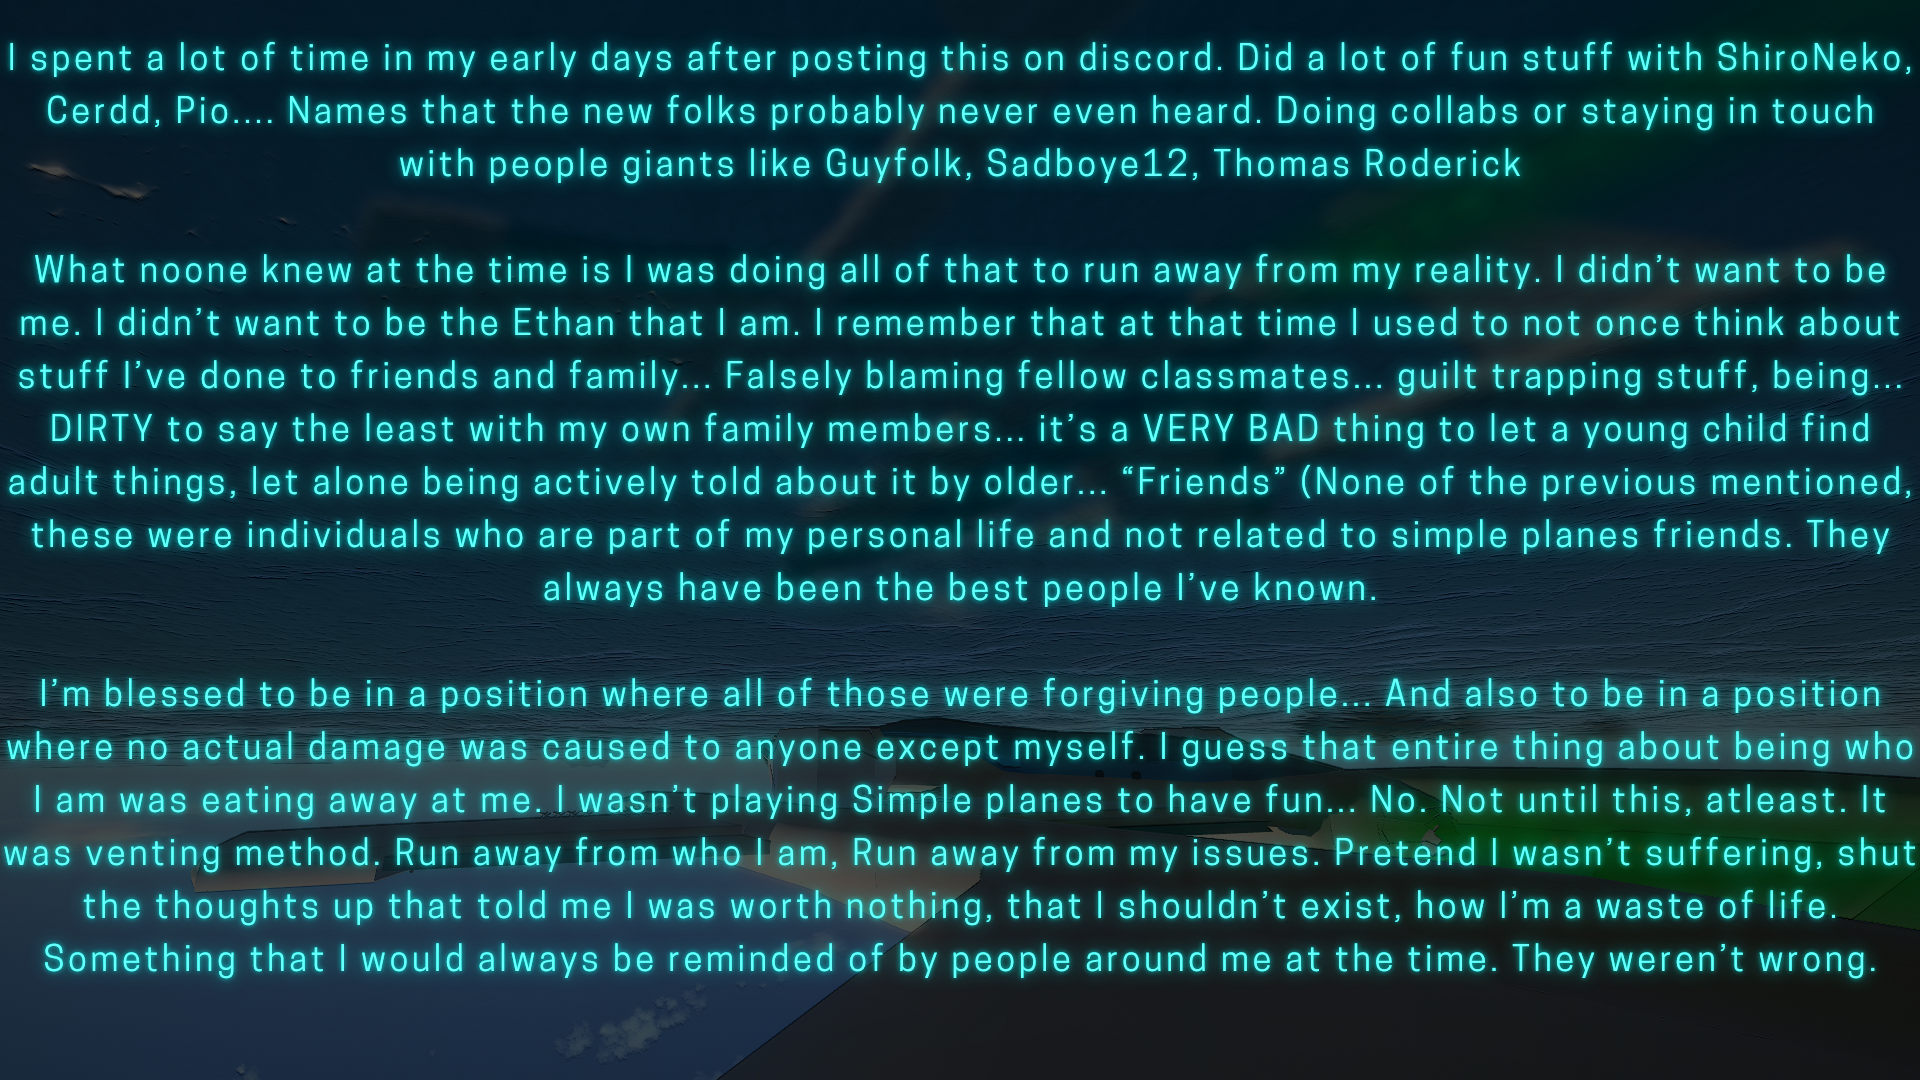 I spent a lot of time in my early days after posting this on discord. Did a lot of fun stuff with ShiroNeko,
Cerdd, Pio.... Names that the new folks probably never even heard. Doing collabs or staying in touch
with people giants like Guyfolk, Sadboye12, Thomas Roderick
What noone knew at the time is I was doing all of that to run away from my reality. I didn’t want to be
me. I didn’t want to be the Ethan that I am. I remember that at that time I used to not once think about
stuff I’ve done to friends and family... Falsely blaming fellow classmates... guilt trapping stuff, being...
DIRTY to say the least with my own family members... it’s a VERY BAD thing to let a young child find
adult things, let alone being actively told about it by older... “Friends” (None of the previous mentioned,
these were individuals who are part of my personal life and not related to simple planes friends. They
always have been the best people I’ve known.
I’m blessed to be in a position where all of those were forgiving people... And also to be in a position
where no actual damage was caused to anyone except myself. I guess that entire thing about being who
I am was eating away at me. I wasn’t playing Simple planes to have fun... No. Not until this, atleast. It
was venting method. Run away from who I am, Run away from my issues. Pretend I wasn’t suffering, shut
the thoughts up that told me I was worth nothing, that I shouldn’t exist, how I’m a waste of life.
Something that I would always be reminded of by people around me at the time. They weren’t wrong.